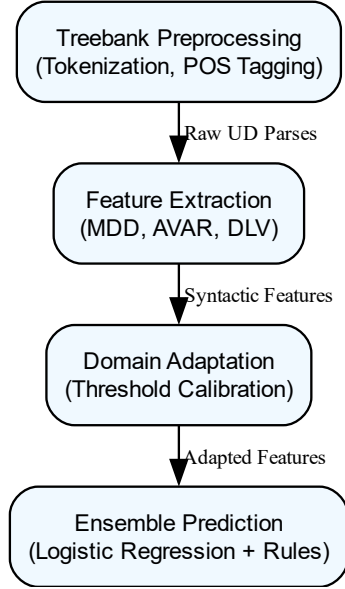 Treebank Preprocessing
(Tokenization, POS Tagging)
Raw UD Parses
Feature Extraction
(MDD, AVAR, DLV)
Syntactic Features
Domain Adaptation
(Threshold Calibration)
Adapted Features
Ensemble Prediction
(Logistic Regression + Rules)